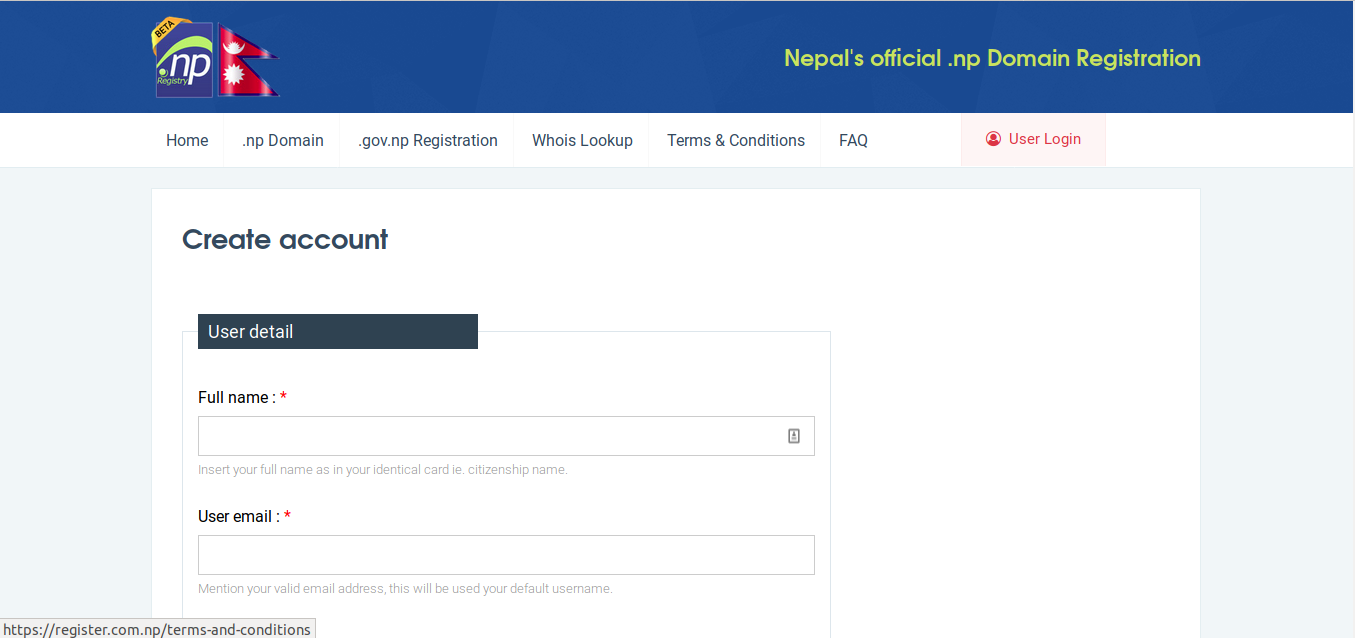 BETA
.np
Registry
Nepal's official .np Domain Registration
Home .np Domain .gov.np Registration Whois Lookup Terms & Conditions FAQ User Login
Create account
User detail
Full name : *
Insert your full name as in your identical card ie. citizenship name.
User email : *
Mention your valid email address, this will be used your default username.
https://register.com.np/terms-and-conditions